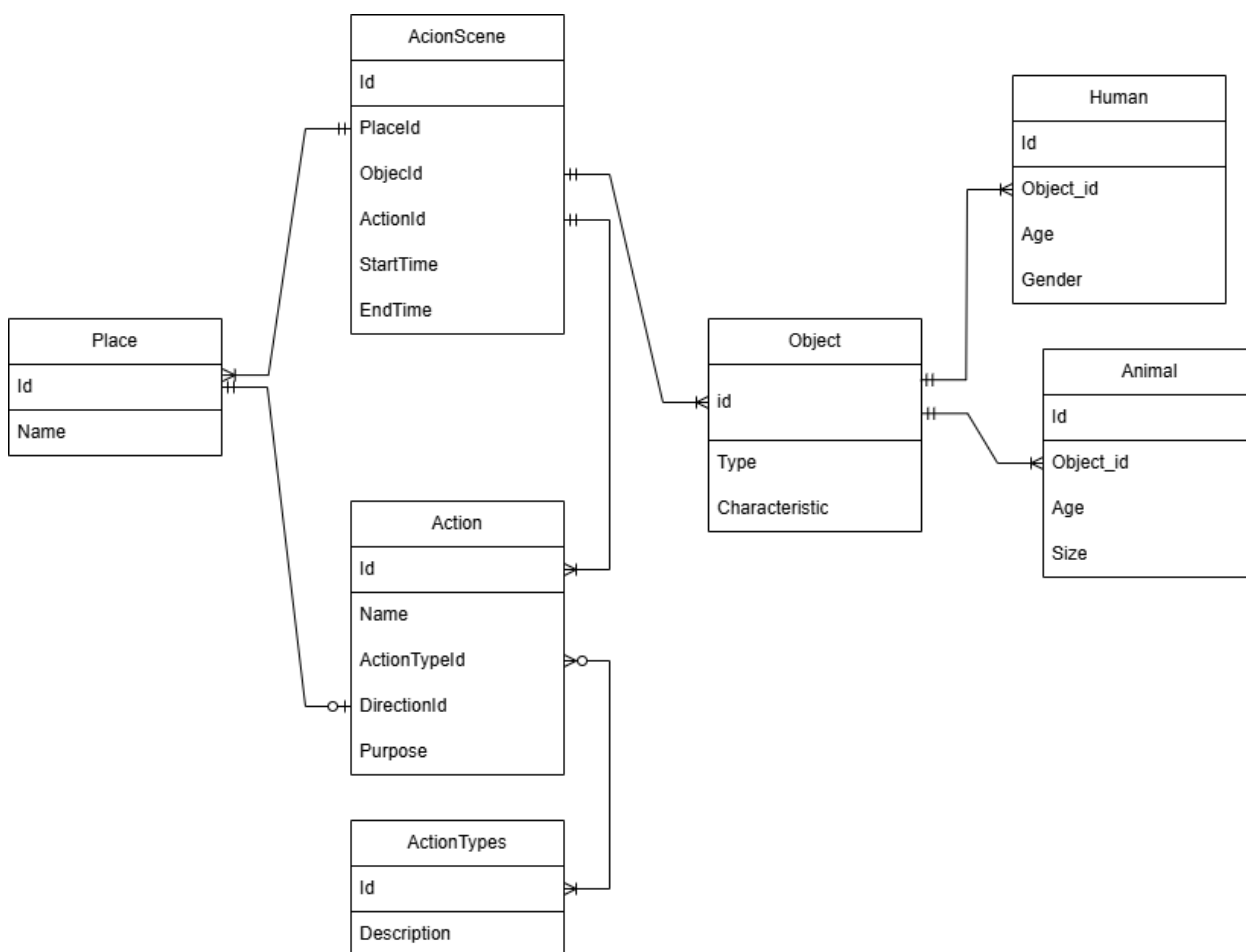 AcionScene
Id
PlaceId
ObjecId
ActionId
StartTime
EndTime
Human
Id
Object_id
Age
Gender
Place
Id
Name
Object
id
Type
Characteristic
Animal
Id
Object_id
Age
Size
Action
Id
Name
ActionTypeId
DirectionId
Purpose
ActionTypes
Id
Description